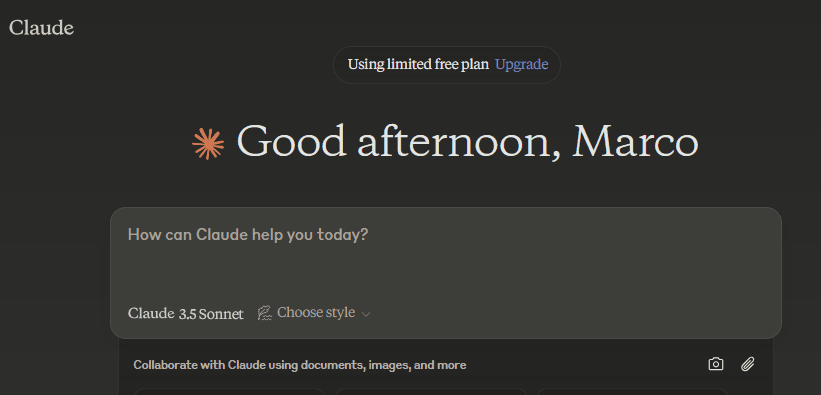 Claude
Using limited free plan Upgrade
Good afternoon, Marco
How can Claude help you today?
Claude 3.5 Sonnet Choose style
Collaborate with Claude using documents, images, and more